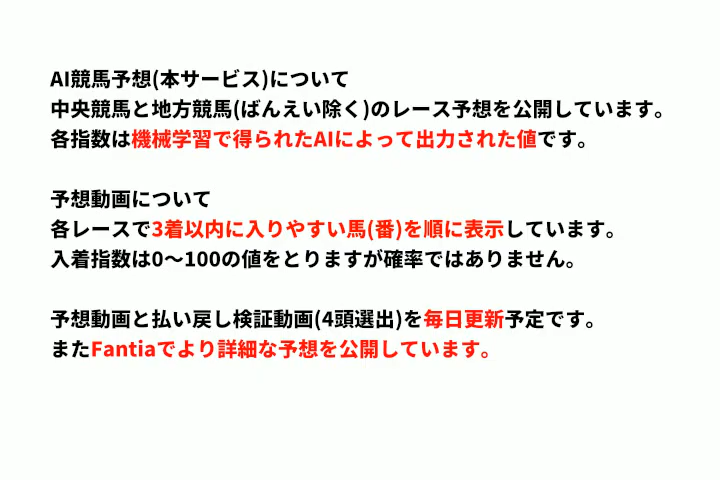 AI競馬予想(本サービス)について
中央競馬と地方競馬(ばんえい除く)のレース予想を公開しています。
各指数は機械学習で得られたAIによって出力された値です。
予想動画について
各レースで3着以内に入りやすい馬(番)を順に表示しています。
入着指数は0〜100の値をとりますが確率ではありません。
予想動画と払い戻し検証動画(4頭選出)を毎日更新予定です。
またFantiaでより詳細な予想を公開しています。